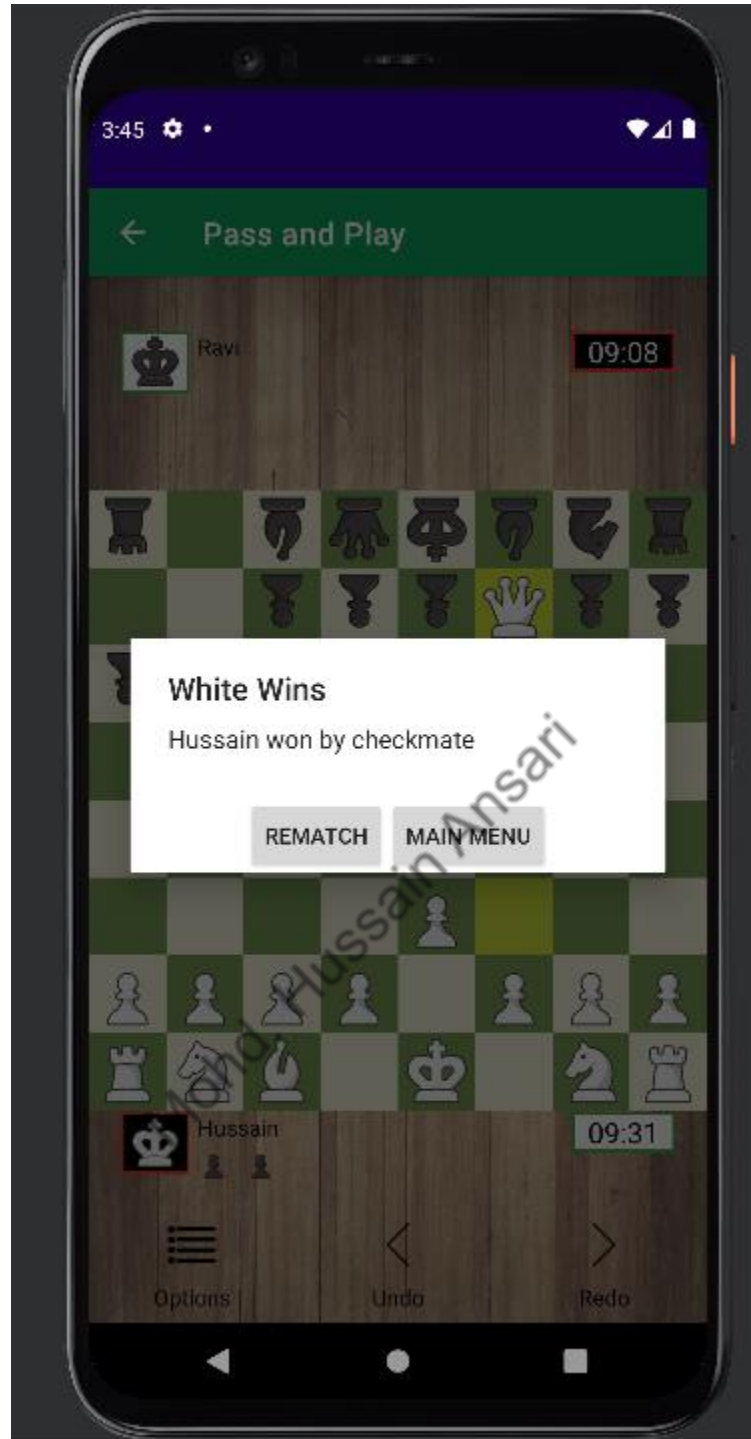 3:45
Pass and Play
Ravi
09:08
White Wins
Hussain won by checkmate
REMATCH MAIN MENU
Mohd. Hussain Ansari
Hussain
09:31
Options Undo Redo